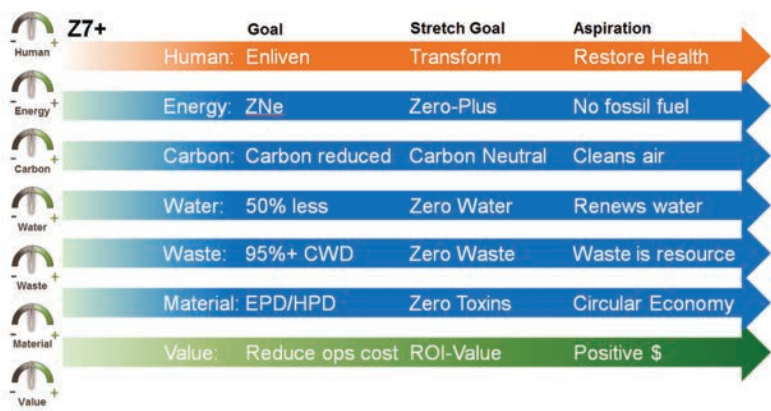 Z7+ Goal Stretch Goal Aspiration
Human: Enliven Transform Restore Health
Energy: ZNe Zero-Plus No fossil fuel
Carbon: Carbon reduced Carbon Neutral Cleans air
Water: 50% less Zero Water Renews water
Waste: 95%+ CWD Zero Waste Waste is resource
Material: EPD/HPD Zero Toxins Circular Economy
Value: Reduce ops cost ROI-Value Positive $
- +
Human
- +
Energy
- +
Carbon
- +
Water
- +
Waste
- +
Material
- +
Value